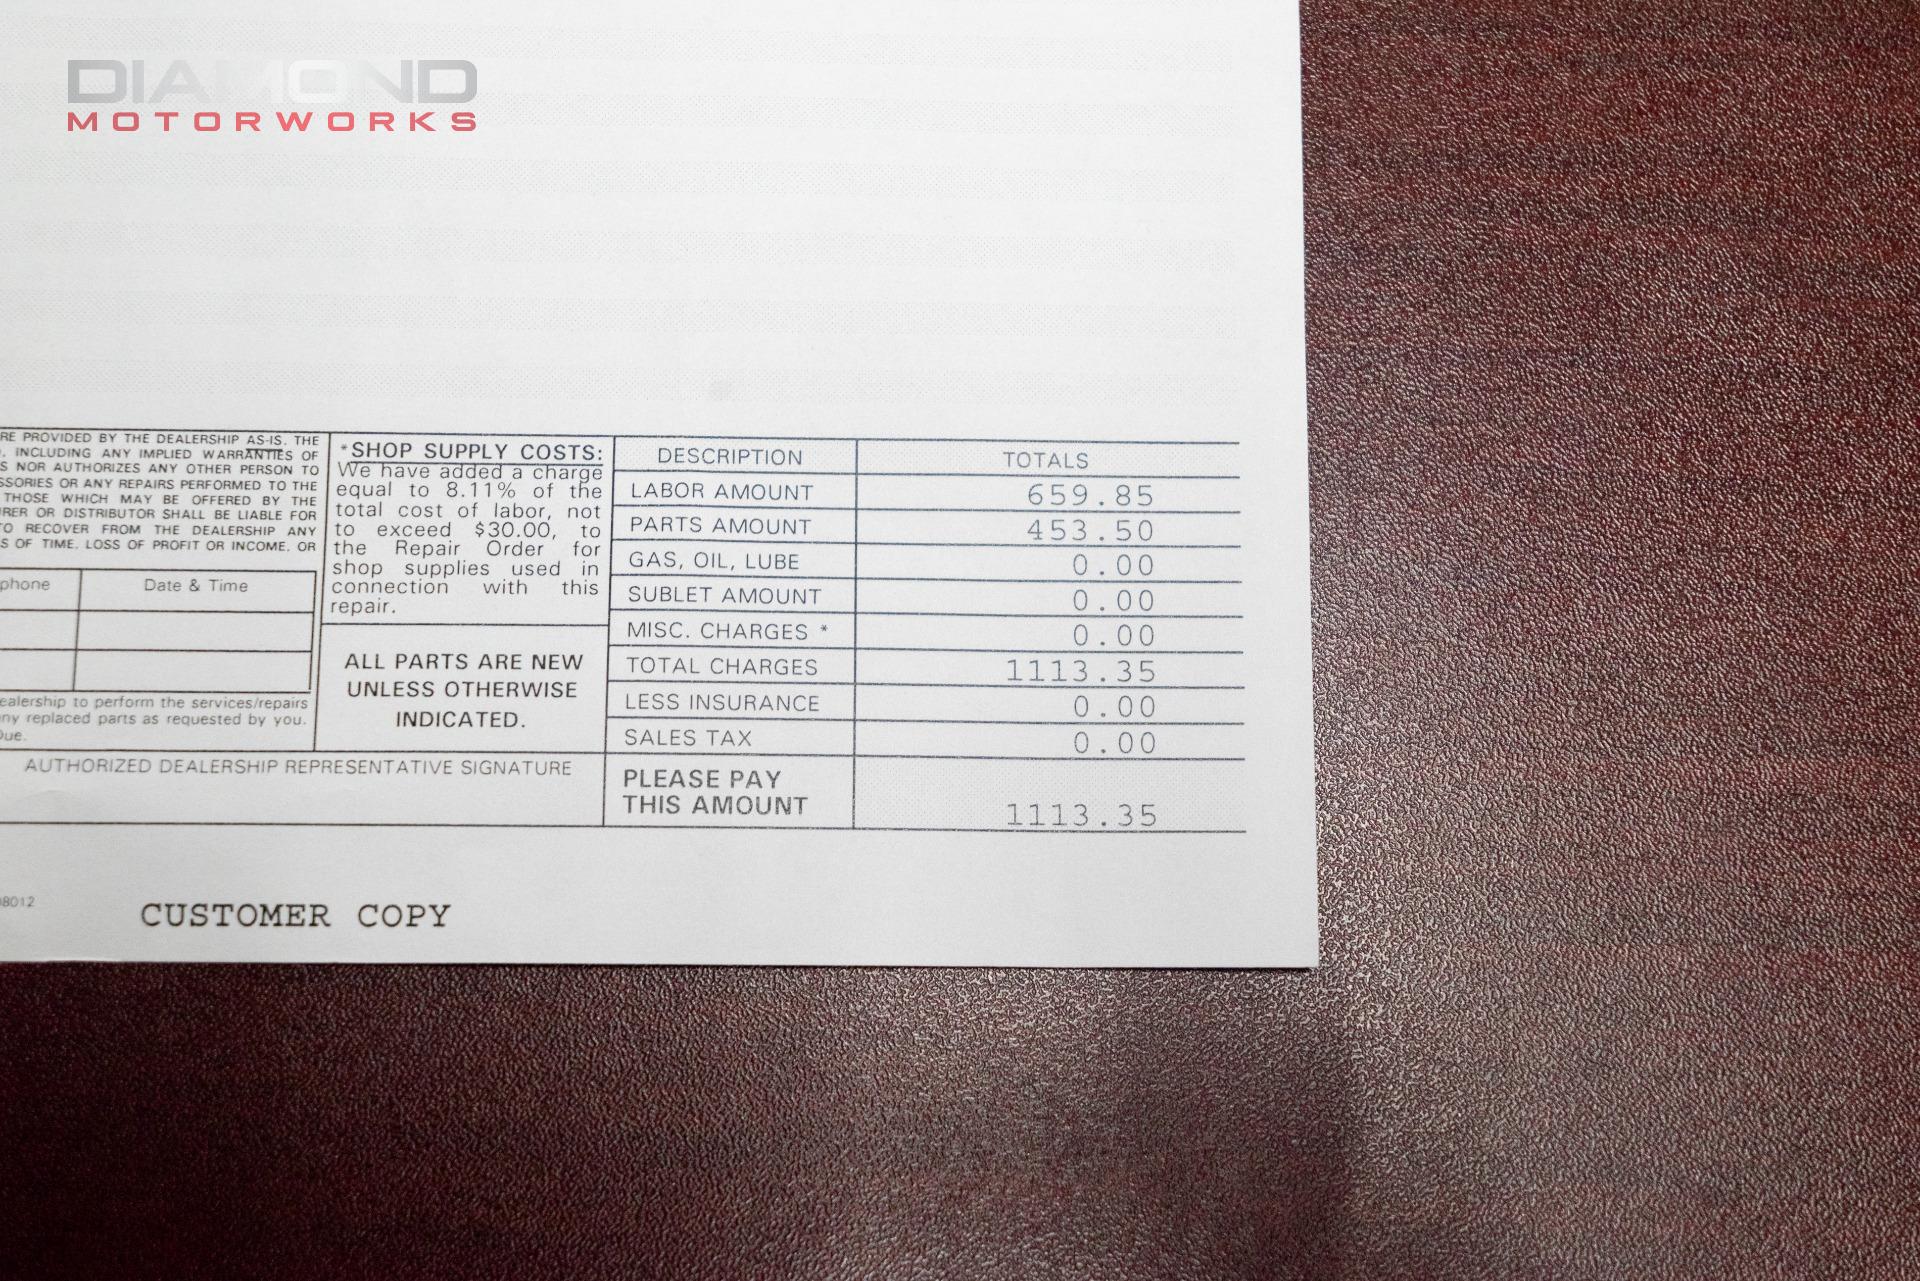 DIAMOND
MOTORWORKS
RE PROVIDED BY THE DEALERSHIP AS-IS. THE
INCLUDING ANY IMPLIED WARRANTIES OF
S NOR AUTHORIZES ANY OTHER PERSON TO
SSORIES OR ANY REPAIRS PERFORMED TO THE
THOSE WHICH MAY BE OFFERED BY THE
RER OR DISTRIBUTOR SHALL BE LIABLE FOR
TO RECOVER FROM THE DEALERSHIP ANY
S OF TIME, LOSS OF PROFIT OR INCOME, OR
phone
Date & Time
ealership to perform the services/repairs
ny replaced parts as requested by you.
Due.
AUTHORIZED DEALERSHIP REPRESENTATIVE SIGNATURE
*SHOP SUPPLY COSTS:
We have added a charge
equal to 8.11% of the
total cost of labor, not
to exceed $30.00, to
the Repair Order for
shop supplies used in
connection with this
repair.
ALL PARTS ARE NEW
UNLESS OTHERWISE
INDICATED.
DESCRIPTION TOTALS
LABOR AMOUNT 659.85
PARTS AMOUNT 453.50
GAS, OIL, LUBE 0.00
SUBLET AMOUNT 0.00
MISC. CHARGES * 0.00
TOTAL CHARGES 1113.35
LESS INSURANCE 0.00
SALES TAX 0.00
PLEASE PAY
THIS AMOUNT 1113.35
8012
CUSTOMER COPY